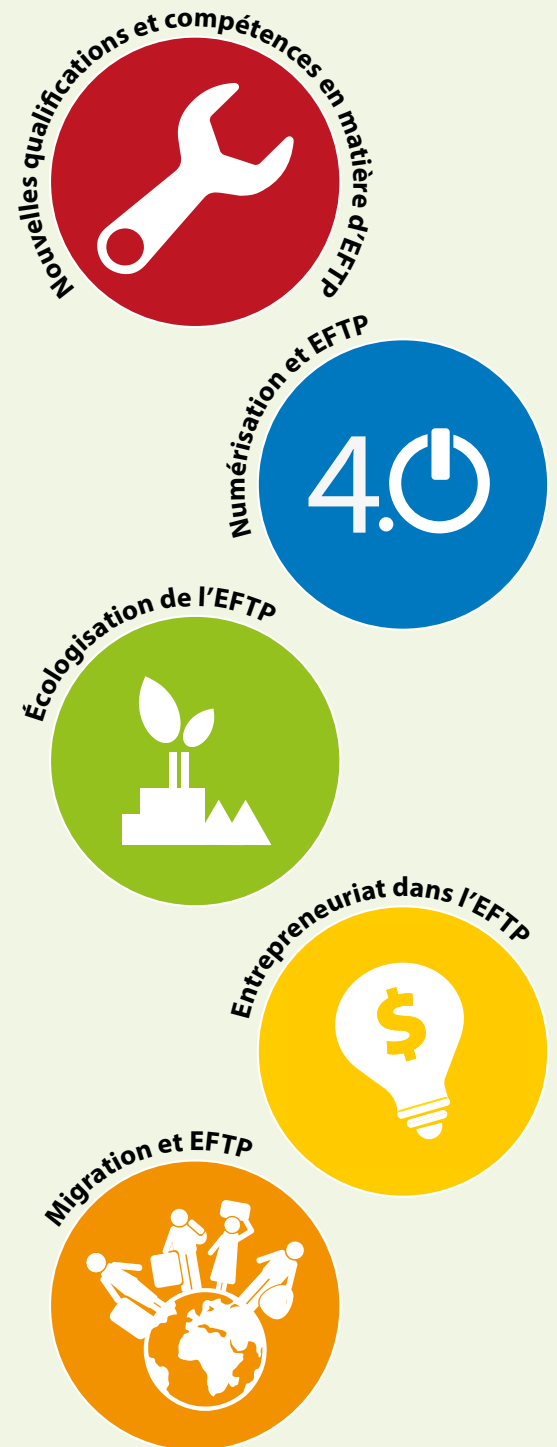 Nouvelles qualifications et compétences en matière d'EFTP
Numérisation et EFTP
4.0
Écologisation de l'EFTP
Entrepreneuriat dans l'EFTP
$
Migration et EFTP